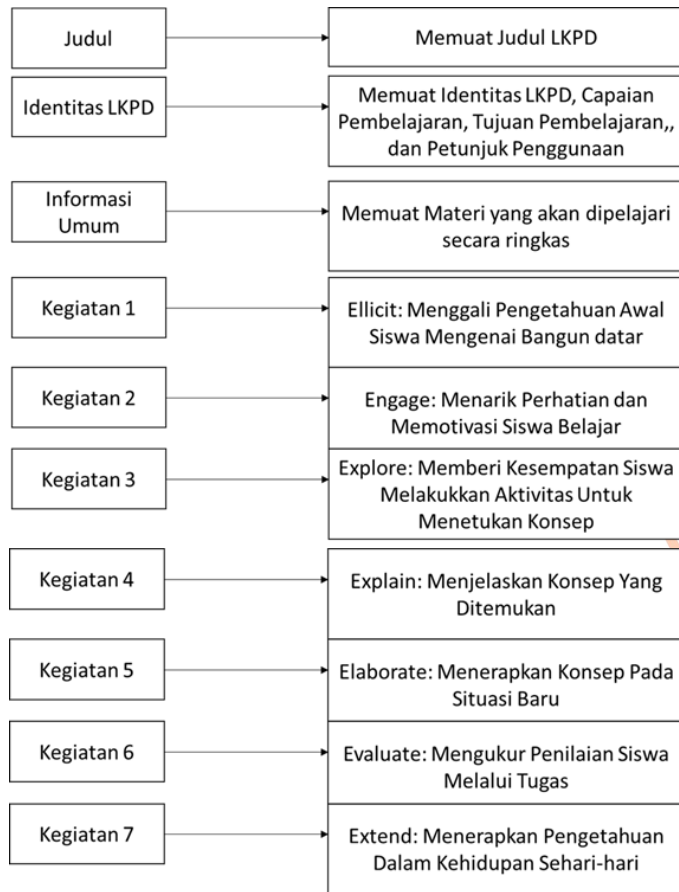 Judul
Memuat Judul LKPD
Identitas LKPD
Memuat Identitas LKPD, Capaian
Pembelajaran, Tujuan Pembelajaran,,
dan Petunjuk Penggunaan
Informasi
Umum
Memuat Materi yang akan dipelajari
secara ringkas
Kegiatan 1
Ellicit: Menggali Pengetahuan Awal
Siswa Mengenai Bangun datar
Kegiatan 2
Engage: Menarik Perhatian dan
Memotivasi Siswa Belajar
Kegiatan 3
Explore: Memberi Kesempatan Siswa
Melakukkan Aktivitas Untuk
Menetukan Konsep
Kegiatan 4
Explain: Menjelaskan Konsep Yang
Ditemukan
Kegiatan 5
Elaborate: Menerapkan Konsep Pada
Situasi Baru
Kegiatan 6
Evaluate: Mengukur Penilaian Siswa
Melalui Tugas
Kegiatan 7
Extend: Menerapkan Pengetahuan
Dalam Kehidupan Sehari-hari